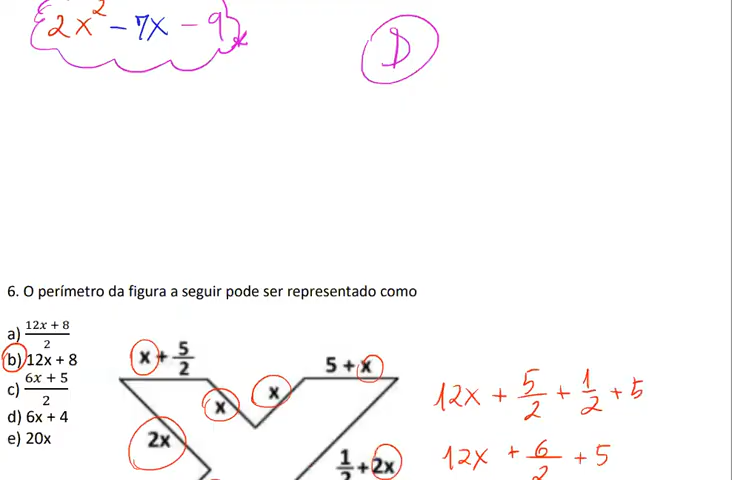 2x² - 7x - 9
D
6. O perímetro da figura a seguir pode ser representado como
a) 12x + 8 / 2
b) 12x + 8
c) 6x + 5 / 2
d) 6x + 4
e) 20x
x + 5/2
5 + x
x
x
2x
1/2 + 2x
12x + 5/2 + 1/2 + 5
12x + 6/2 + 5